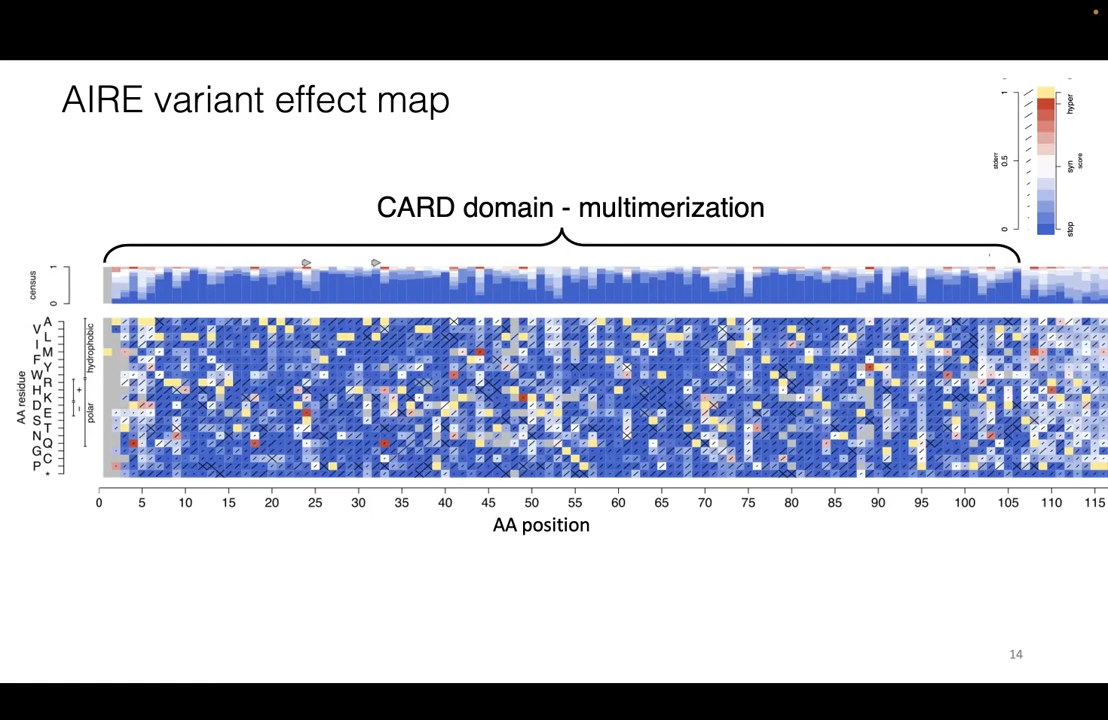 AIRE variant effect map
1
0.5
0
stderr
hyper
syn
stop
score
CARD domain - multimerization
census
1
0
AA residue
A
V
L
I
M
F
Y
W
R
H
K
D
E
S
T
N
Q
G
C
P
*
hydrophobic
polar
+
−
0 5 10 15 20 25 30 35 40 45 50 55 60 65 70 75 80 85 90 95 100 105 110 115
AA position
14